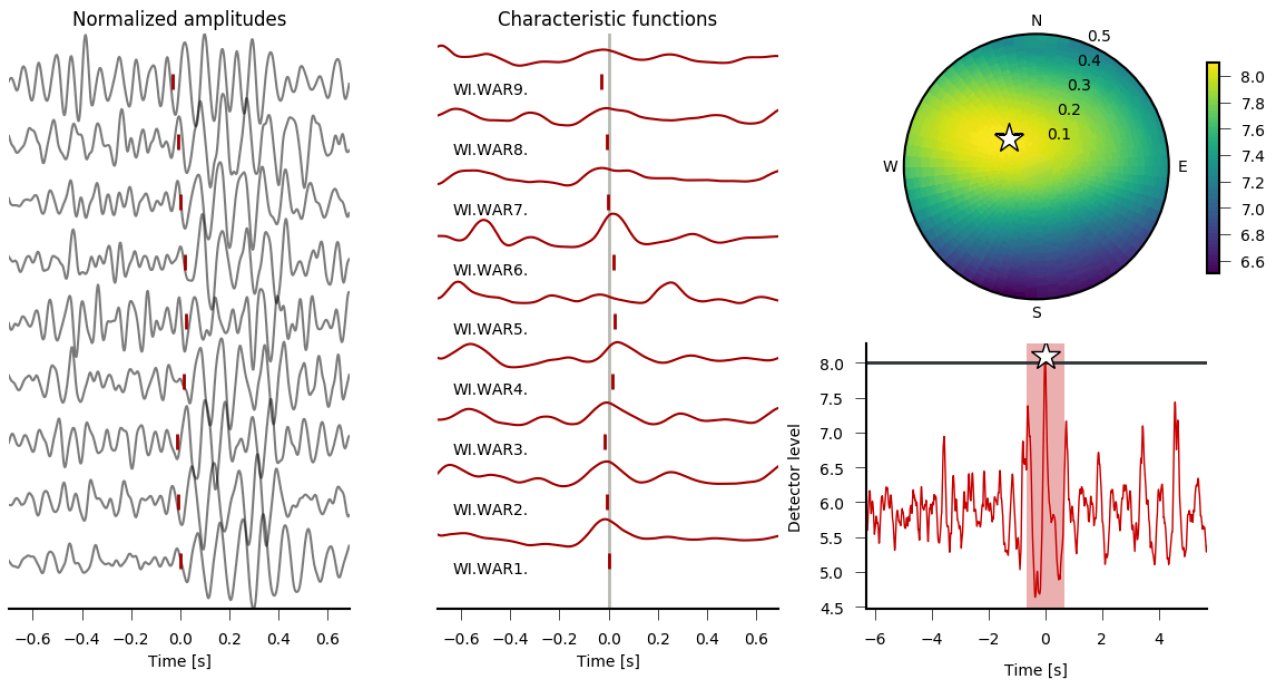 Normalized amplitudes
−0.6 −0.4 −0.2 0.0 0.2 0.4 0.6
Time [s]
Characteristic functions
WI.WAR9.
WI.WAR8.
WI.WAR7.
WI.WAR6.
WI.WAR5.
WI.WAR4.
WI.WAR3.
WI.WAR2.
WI.WAR1.
−0.6 −0.4 −0.2 0.0 0.2 0.4 0.6
Time [s]
N
0.5
0.4
0.3
0.2
0.1
W
E
S
8.0
7.8
7.6
7.4
7.2
7.0
6.8
6.6
Detector level
8.0
7.5
7.0
6.5
6.0
5.5
5.0
4.5
−6 −4 −2 0 2 4
Time [s]